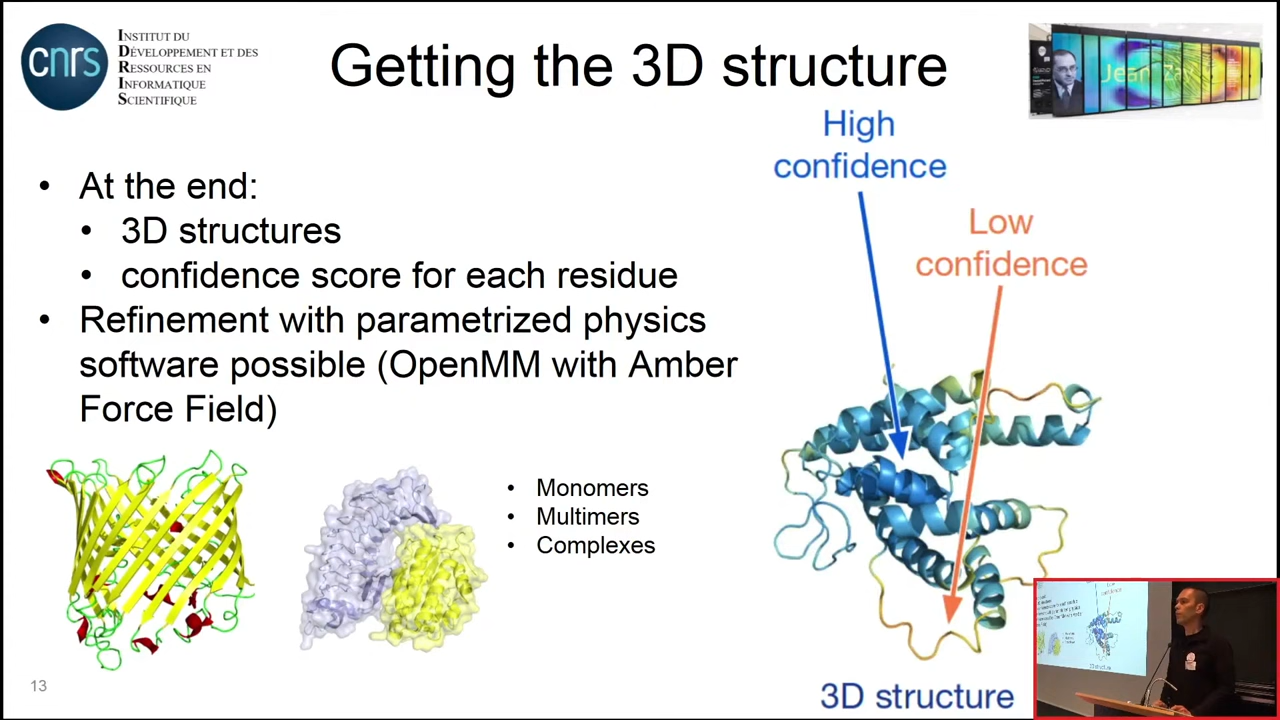 cnrs
INSTITUT DU
DÉVELOPPEMENT ET DES
RESSOURCES EN
INFORMATIQUE
SCIENTIFIQUE
Getting the 3D structure
Jean Zay
High
confidence
Low
confidence
• At the end:
• 3D structures
• confidence score for each residue
• Refinement with parametrized physics
software possible (OpenMM with Amber
Force Field)
• Monomers
• Multimers
• Complexes
3D structure
13